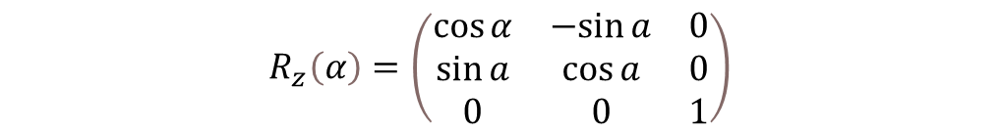 cos α −sin a 0
R_z(α) = sin a cos a 0
0 0 1